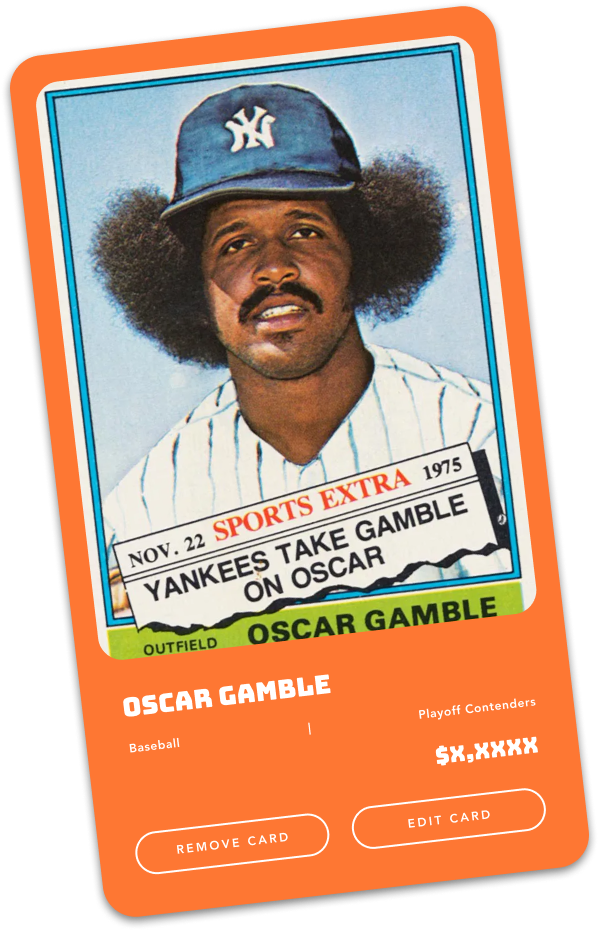 NY
NOV. 22 SPORTS EXTRA 1975
YANKEES TAKE GAMBLE
ON OSCAR
OUTFIELD OSCAR GAMBLE
OSCAR GAMBLE
Baseball | Playoff Contenders
$X,XXXX
REMOVE CARD EDIT CARD